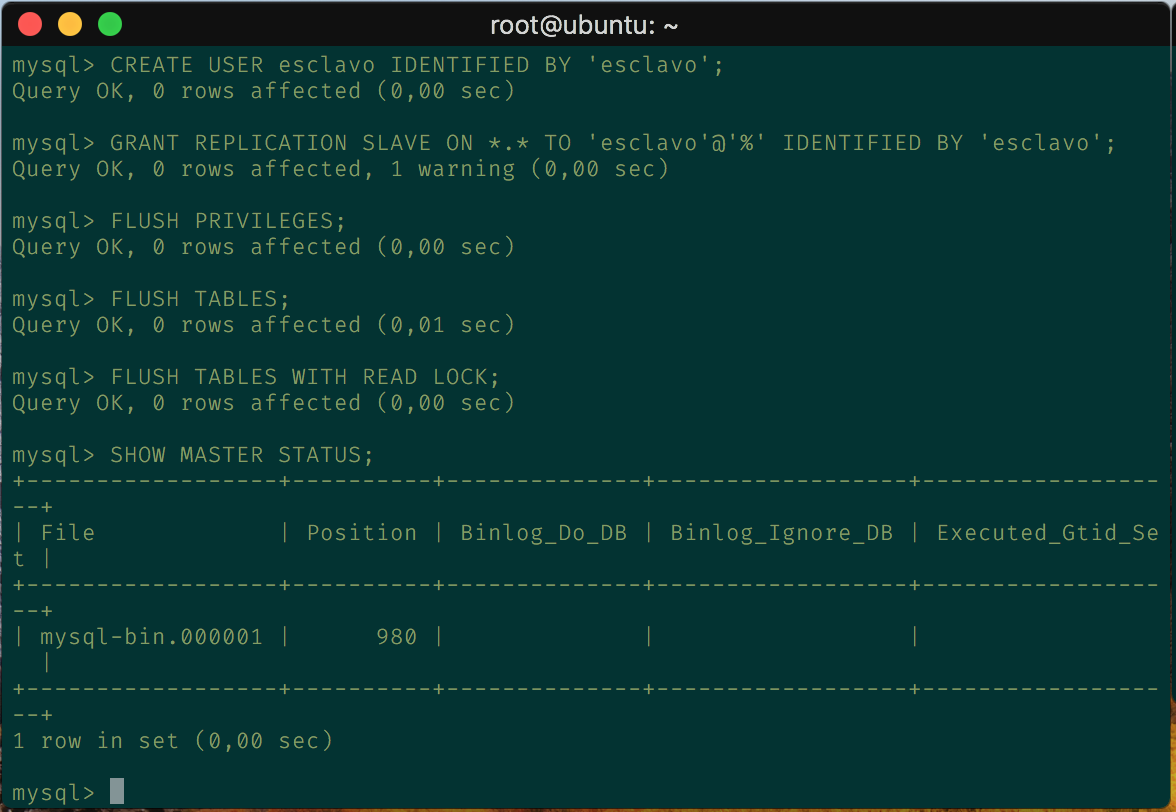 root@ubuntu: ~
mysql> CREATE USER esclavo IDENTIFIED BY 'esclavo';
Query OK, 0 rows affected (0,00 sec)
mysql> GRANT REPLICATION SLAVE ON *.* TO 'esclavo'@'%' IDENTIFIED BY 'esclavo';
Query OK, 0 rows affected, 1 warning (0,00 sec)
mysql> FLUSH PRIVILEGES;
Query OK, 0 rows affected (0,00 sec)
mysql> FLUSH TABLES;
Query OK, 0 rows affected (0,01 sec)
mysql> FLUSH TABLES WITH READ LOCK;
Query OK, 0 rows affected (0,00 sec)
mysql> SHOW MASTER STATUS;
+------------------+----------+--------------+------------------+-----------------
--+
| File             | Position | Binlog_Do_DB | Binlog_Ignore_DB | Executed_Gtid_Se
t |
+------------------+----------+--------------+------------------+-----------------
--+
| mysql-bin.000001 |      980 |              |                  |
  |
+------------------+----------+--------------+------------------+-----------------
--+
1 row in set (0,00 sec)
mysql>